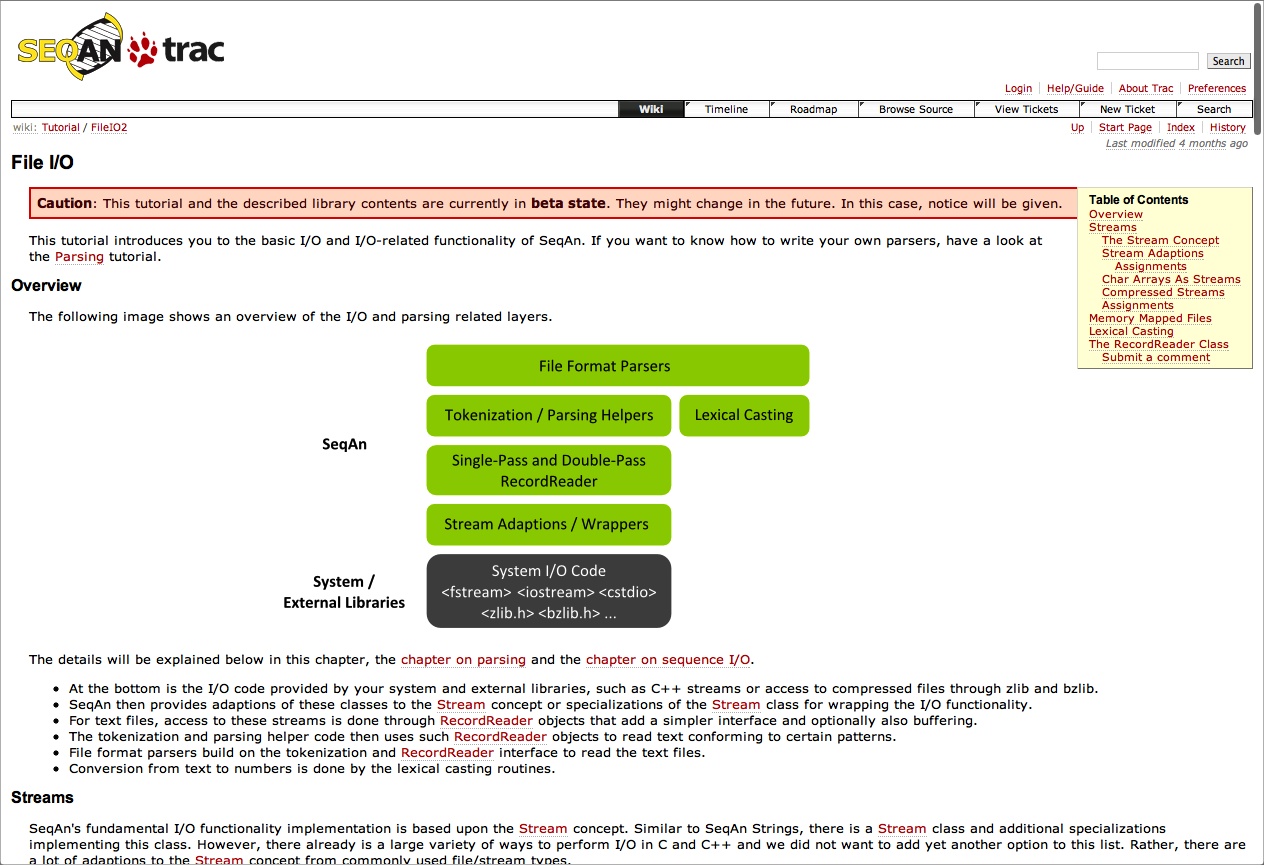 SEQAN trac
Search
Login Help/Guide About Trac Preferences
Wiki Timeline Roadmap Browse Source View Tickets New Ticket Search
wiki: Tutorial / FileIO2
Up Start Page Index History
Last modified 4 months ago
File I/O
Caution: This tutorial and the described library contents are currently in beta state. They might change in the future. In this case, notice will be given.
Table of Contents
Overview
Streams
The Stream Concept
Stream Adaptions
Assignments
Char Arrays As Streams
Compressed Streams
Assignments
Memory Mapped Files
Lexical Casting
The RecordReader Class
Submit a comment
This tutorial introduces you to the basic I/O and I/O-related functionality of SeqAn. If you want to know how to write your own parsers, have a look at
the Parsing tutorial.
Overview
The following image shows an overview of the I/O and parsing related layers.
File Format Parsers
Tokenization / Parsing Helpers
Lexical Casting
SeqAn
Single-Pass and Double-Pass
RecordReader
Stream Adaptions / Wrappers
System /
External Libraries
System I/O Code
<fstream> <iostream> <cstdio>
<zlib.h> <bzlib.h> ...
The details will be explained below in this chapter, the chapter on parsing and the chapter on sequence I/O.
• At the bottom is the I/O code provided by your system and external libraries, such as C++ streams or access to compressed files through zlib and bzlib.
• SeqAn then provides adaptions of these classes to the Stream concept or specializations of the Stream class for wrapping the I/O functionality.
• For text files, access to these streams is done through RecordReader objects that add a simpler interface and optionally also buffering.
• The tokenization and parsing helper code then uses such RecordReader objects to read text conforming to certain patterns.
• File format parsers build on the tokenization and RecordReader interface to read the text files.
• Conversion from text to numbers is done by the lexical casting routines.
Streams
SeqAn's fundamental I/O functionality implementation is based upon the Stream concept. Similar to SeqAn Strings, there is a Stream class and additional specializations
implementing this class. However, there already is a large variety of ways to perform I/O in C and C++ and we did not want to add yet another option to this list. Rather, there are
a lot of adaptions to the Stream concept from commonly used file/stream types.